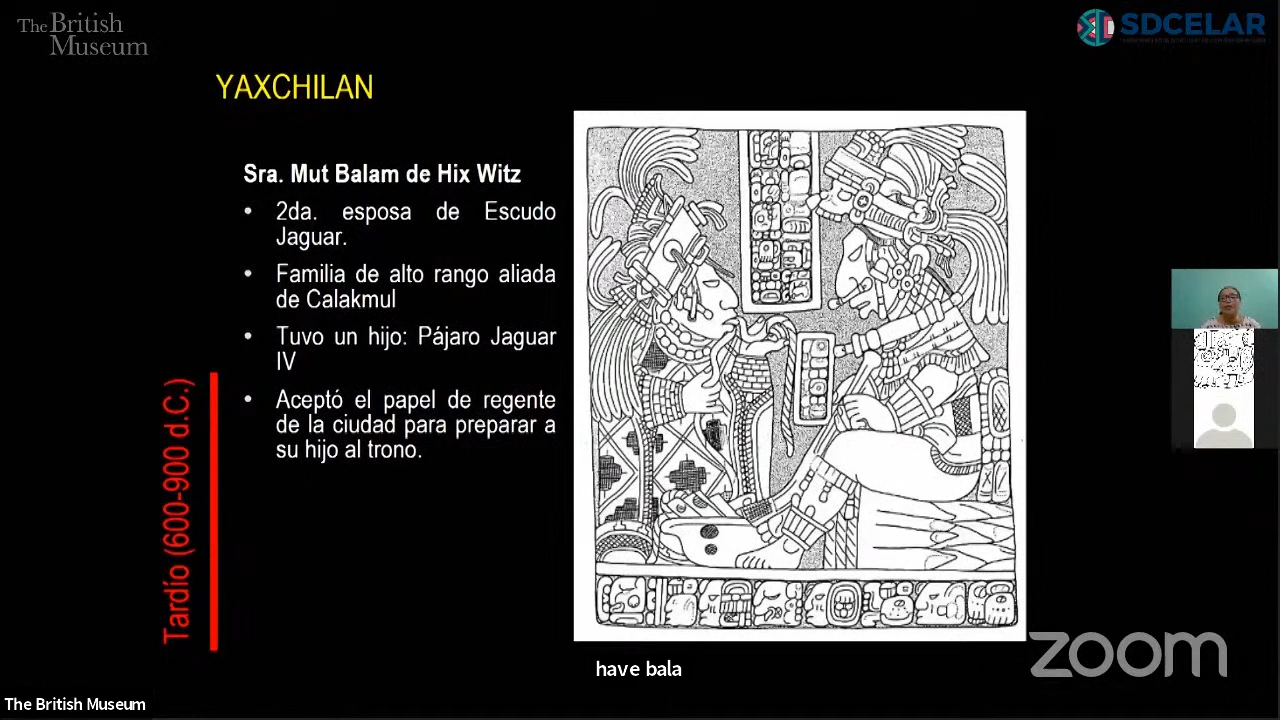 The British
Museum
SDCELAR
YAXCHILAN
Sra. Mut Balam de Hix Witz
• 2da. esposa de Escudo
Jaguar.
• Familia de alto rango aliada
de Calakmul
• Tuvo un hijo: Pájaro Jaguar
IV
• Aceptó el papel de regente
de la ciudad para preparar a
su hijo al trono.
Tardío (600-900 d.C.)
have bala
zoom
The British Museum